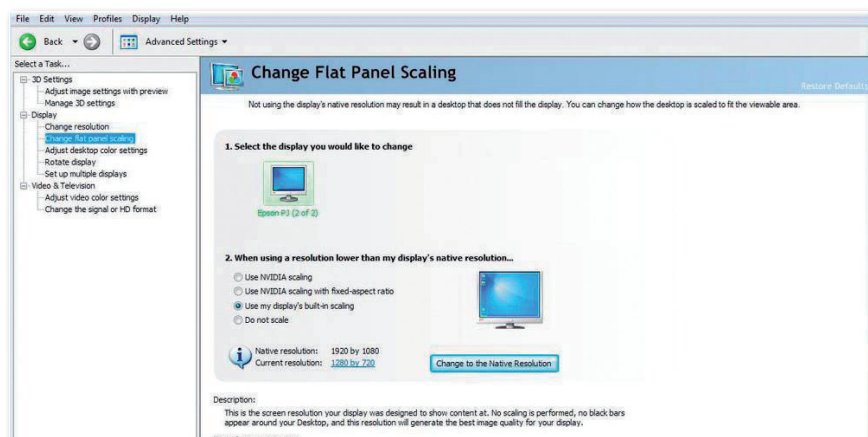 File Edit View Profiles Display Help
Back Advanced Settings
Select a Task...
3D Settings
Adjust image settings with preview
Manage 3D settings
Display
Change resolution
Change flat panel scaling
Adjust desktop color settings
Rotate display
Set up multiple displays
Video & Television
Adjust video color settings
Change the signal or HD format
Change Flat Panel Scaling
Restore Defaults
Not using the display's native resolution may result in a desktop that does not fill the display. You can change how the desktop is scaled to fit the viewable area.
1. Select the display you would like to change
Epson PJ (2 of 2)
2. When using a resolution lower than my display's native resolution...
Use NVIDIA scaling
Use NVIDIA scaling with fixed-aspect ratio
Use my display's built-in scaling
Do not scale
Native resolution: 1920 by 1080
Current resolution: 1280 by 720
Change to the Native Resolution
Description:
This is the screen resolution your display was designed to show content at. No scaling is performed, no black bars
appear around your Desktop, and this resolution will generate the best image quality for your display.